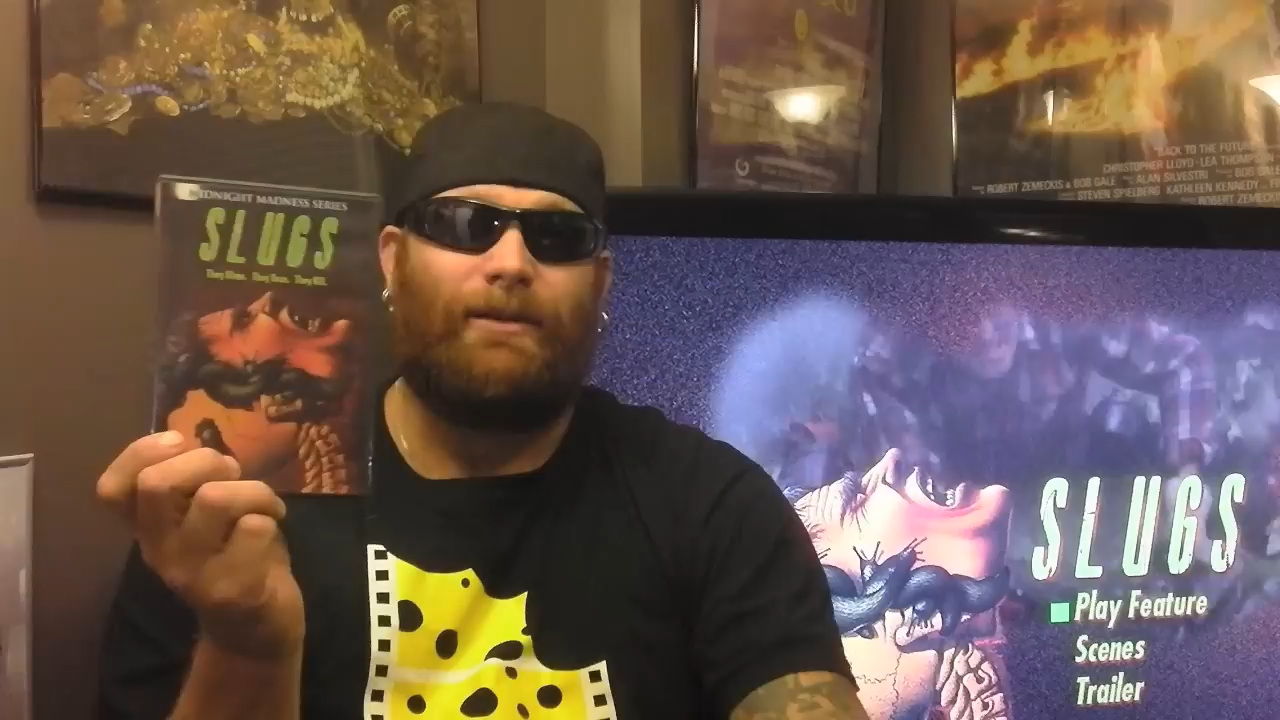 MIDNIGHT MADNESS SERIES
SLUGS
They Slime. They Ooze. They Kill.
"BACK TO THE FUTURE
CHRISTOPHER LLOYD · LEA THOMPSON
ROBERT ZEMECKIS & BOB GALE ALAN SILVESTRI BOB GALE
STEVEN SPIELBERG KATHLEEN KENNEDY
ROBERT ZEMECKIS
SLUGS
Play Feature
Scenes
Trailer